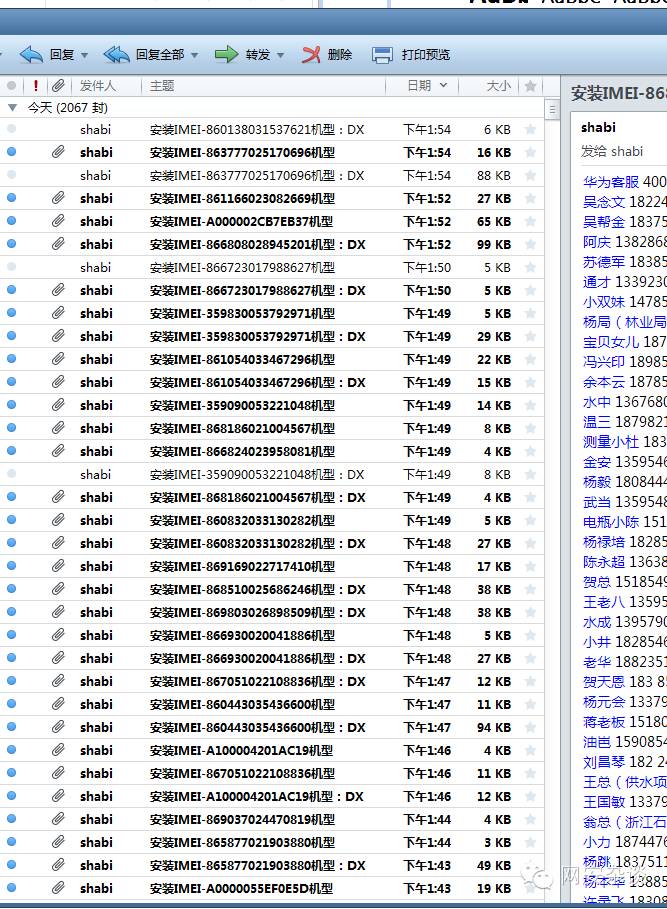 回复 回复全部 转发 删除 打印预览
! 发件人 主题 日期 大小
今天 (2067 封)
shabi 安装IMEI-860138031537621机型：DX 下午1:54 6 KB
shabi 安装IMEI-863777025170696机型 下午1:54 16 KB
shabi 安装IMEI-863777025170696机型：DX 下午1:54 88 KB
shabi 安装IMEI-861166023082669机型 下午1:52 27 KB
shabi 安装IMEI-A000002CB7EB37机型 下午1:52 65 KB
shabi 安装IMEI-866808028945201机型：DX 下午1:52 99 KB
shabi 安装IMEI-866723017988627机型 下午1:50 5 KB
shabi 安装IMEI-866723017988627机型：DX 下午1:50 5 KB
shabi 安装IMEI-359830053792971机型 下午1:49 5 KB
shabi 安装IMEI-359830053792971机型：DX 下午1:49 29 KB
shabi 安装IMEI-861054033467296机型 下午1:49 22 KB
shabi 安装IMEI-861054033467296机型：DX 下午1:49 15 KB
shabi 安装IMEI-359090053221048机型 下午1:49 14 KB
shabi 安装IMEI-868186021004567机型 下午1:49 8 KB
shabi 安装IMEI-866824023958081机型 下午1:49 4 KB
shabi 安装IMEI-359090053221048机型：DX 下午1:49 8 KB
shabi 安装IMEI-868186021004567机型：DX 下午1:49 4 KB
shabi 安装IMEI-860832033130282机型 下午1:49 5 KB
shabi 安装IMEI-860832033130282机型：DX 下午1:48 27 KB
shabi 安装IMEI-869169022717410机型 下午1:48 17 KB
shabi 安装IMEI-868510025686246机型：DX 下午1:48 38 KB
shabi 安装IMEI-869803026898509机型：DX 下午1:48 38 KB
shabi 安装IMEI-866930020041886机型 下午1:48 5 KB
shabi 安装IMEI-866930020041886机型：DX 下午1:48 27 KB
shabi 安装IMEI-867051022108836机型：DX 下午1:47 12 KB
shabi 安装IMEI-860443035436600机型 下午1:47 11 KB
shabi 安装IMEI-860443035436600机型：DX 下午1:47 94 KB
shabi 安装IMEI-A100004201AC19机型 下午1:46 4 KB
shabi 安装IMEI-867051022108836机型 下午1:46 11 KB
shabi 安装IMEI-A100004201AC19机型：DX 下午1:46 12 KB
shabi 安装IMEI-869037024470819机型 下午1:44 4 KB
shabi 安装IMEI-865877021903880机型 下午1:44 3 KB
shabi 安装IMEI-865877021903880机型：DX 下午1:43 49 KB
shabi 安装IMEI-A0000055EF0E5D机型 下午1:43 19 KB
安装IMEI-868
shabi
发给 shabi
华为客服 400
吴念文 18224
吴帮金 18375
阿庆 1382868
苏德军 18385
通才 1339230
小双妹 14785
杨局（林业局
宝贝女儿 187
冯兴印 18985
余本云 18785
水中 1367680
温三 1879821
测量小杜 183
金安 1359546
杨毅 1808444
武当 1359548
电瓶小陈 151
杨禄培 18285
陈永超 13638
贺总 1518549
王老八 13595
水成 1395790
小井 1828546
老华 1882351
贺天恩 183 8
杨元会 13379
蒋老板 15180
油岜 1590854
刘昌琴 182 24
王总（供水项
王国敏 13379
翁总（浙江石
小力 1874476
杨跳 1837511
杨本华 13885